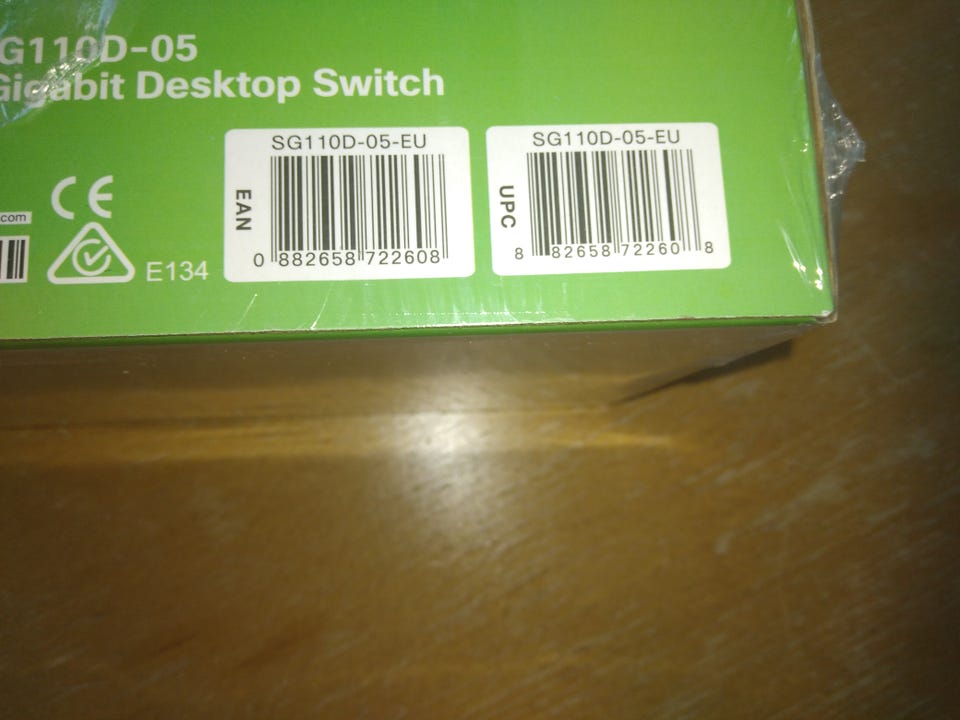 G110D-05
Gigabit Desktop Switch
SG110D-05-EU
EAN
0 882658 722608
SG110D-05-EU
UPC
8 82658 72260 8
CE
.com
E134